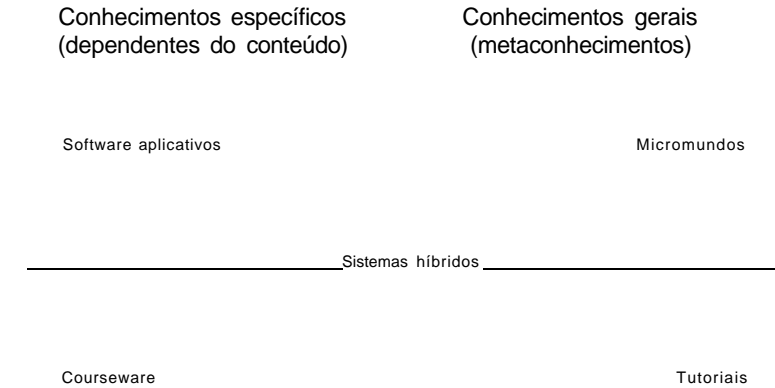 Conhecimentos específicos
(dependentes do conteúdo)
Conhecimentos gerais
(metaconhecimentos)
Software aplicativos
Micromundos
Sistemas híbridos
Courseware
Tutoriais